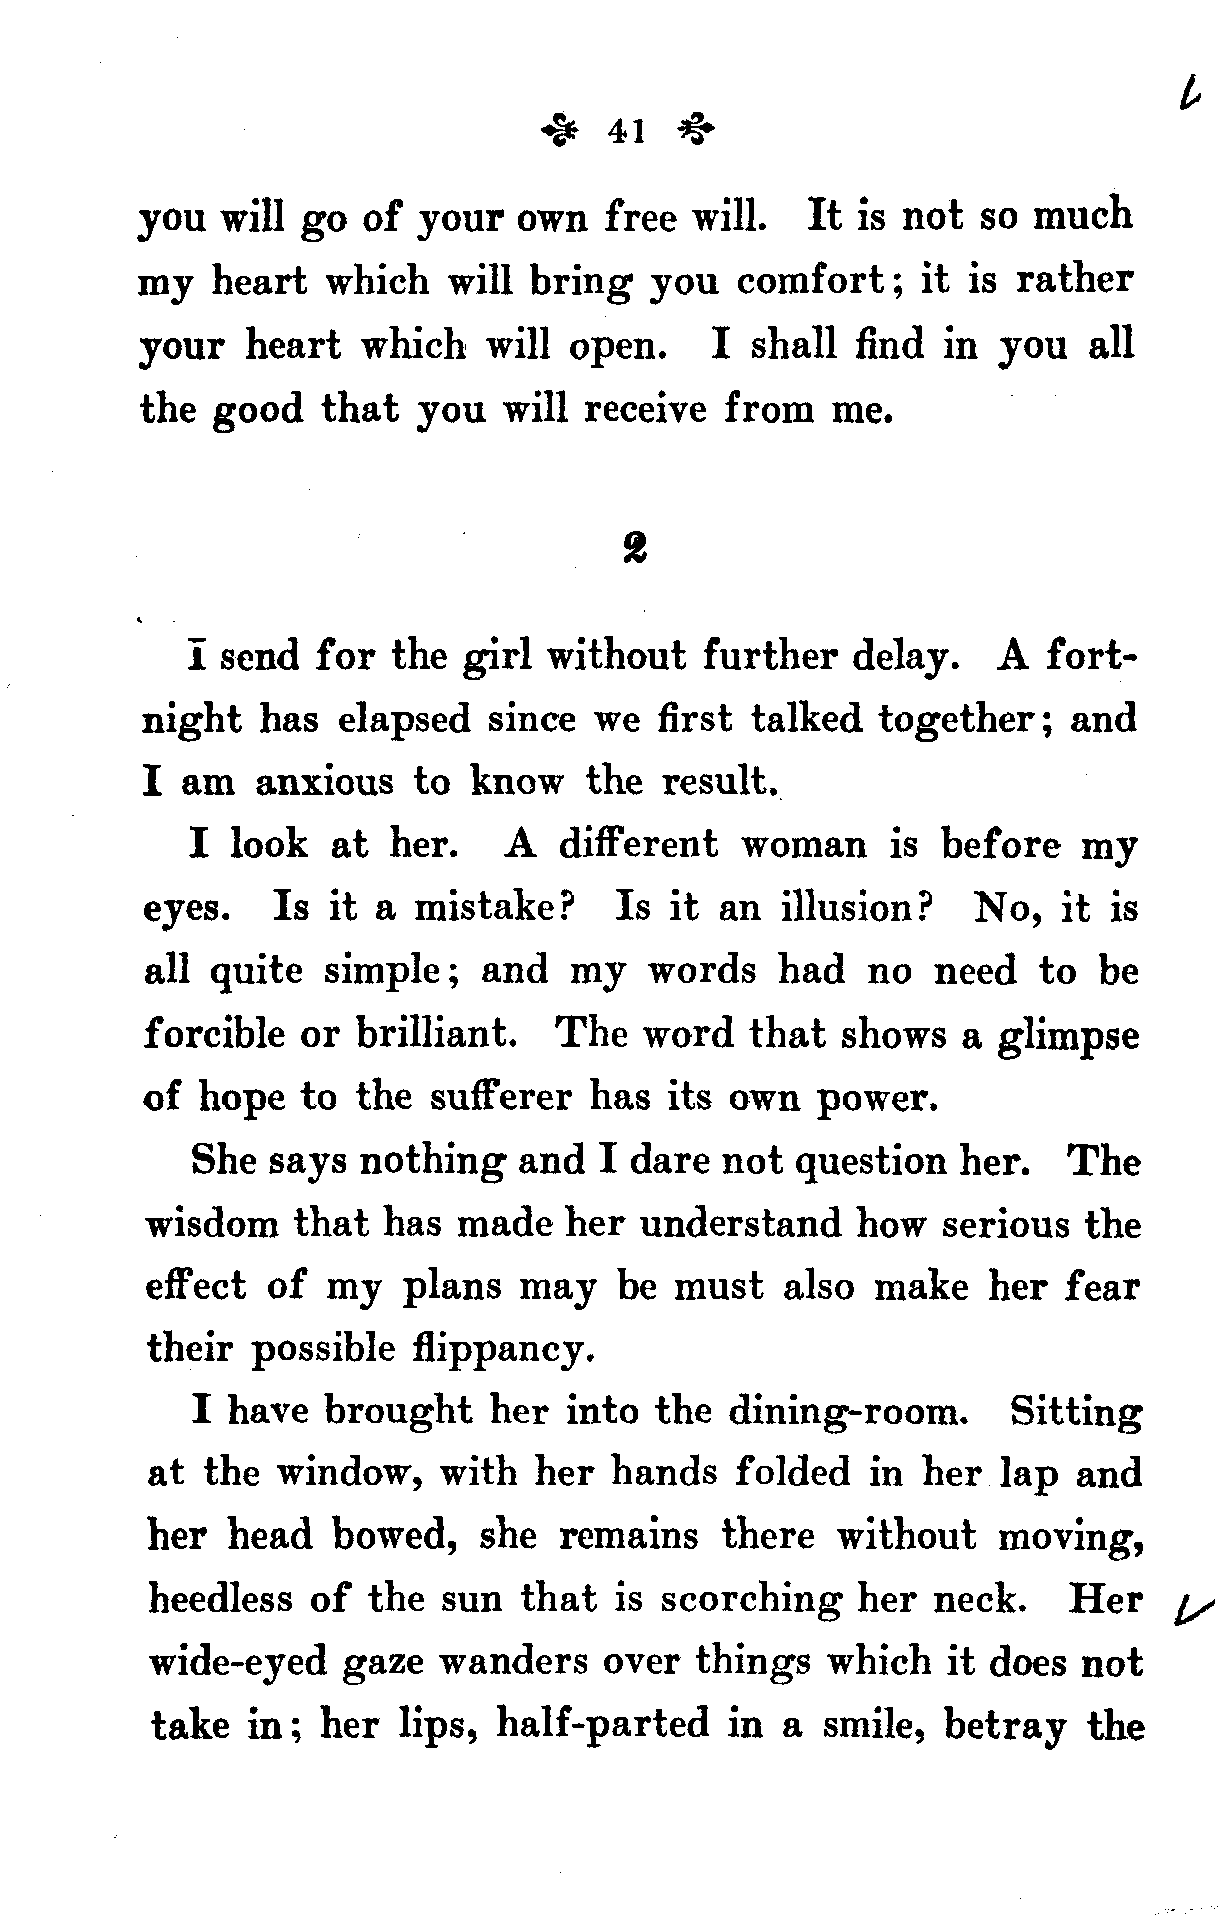 41
you will go of your own free will. It is not so much
my heart which will bring you comfort; it is rather
your heart which will open. I shall find in you all
the good that you will receive from me.
2
I send for the girl without further delay. A fort-
night has elapsed since we first talked together; and
I am anxious to know the result.
I look at her. A different woman is before my
eyes. Is it a mistake? Is it an illusion? No, it is
all quite simple; and my words had no need to be
forcible or brilliant. The word that shows a glimpse
of hope to the sufferer has its own power.
She says nothing and I dare not question her. The
wisdom that has made her understand how serious the
effect of my plans may be must also make her fear
their possible flippancy.
I have brought her into the dining-room. Sitting
at the window, with her hands folded in her lap and
her head bowed, she remains there without moving,
heedless of the sun that is scorching her neck. Her
wide-eyed gaze wanders over things which it does not
take in; her lips, half-parted in a smile, betray the